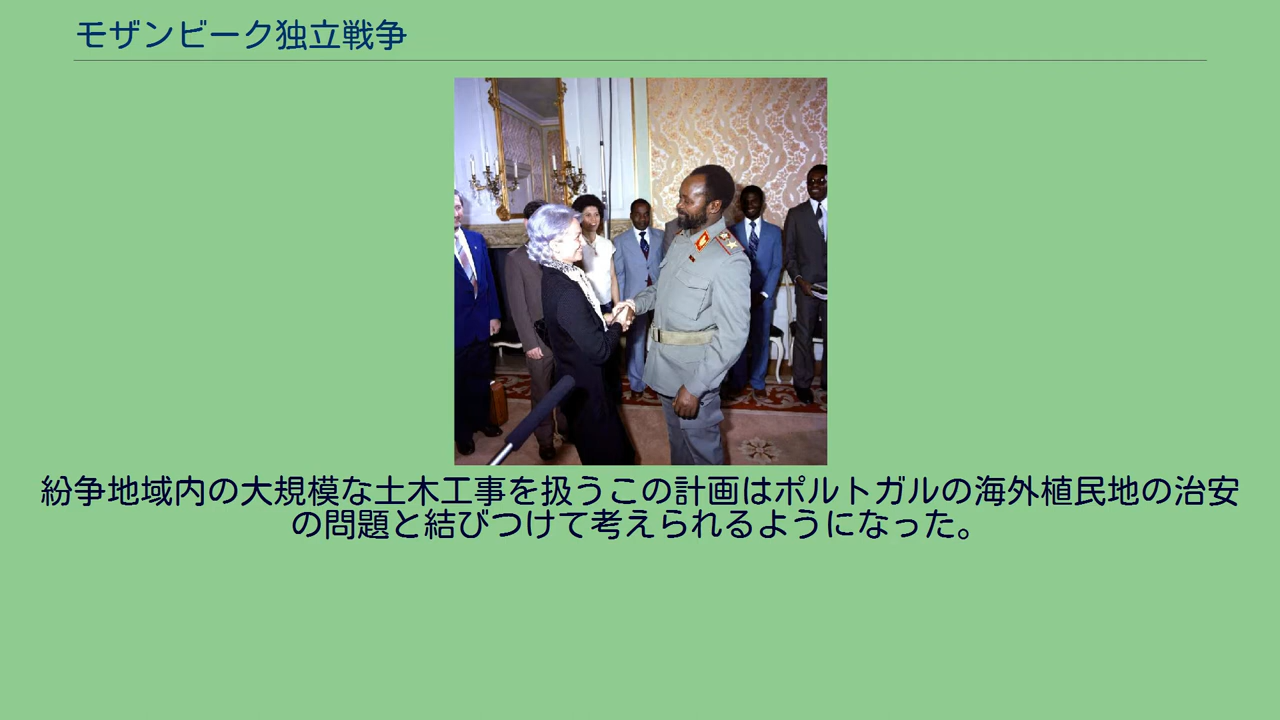 モザンビーク独立戦争
紛争地域内の大規模な土木工事を扱うこの計画はポルトガルの海外植民地の治安
の問題と結びつけて考えられるようになった。